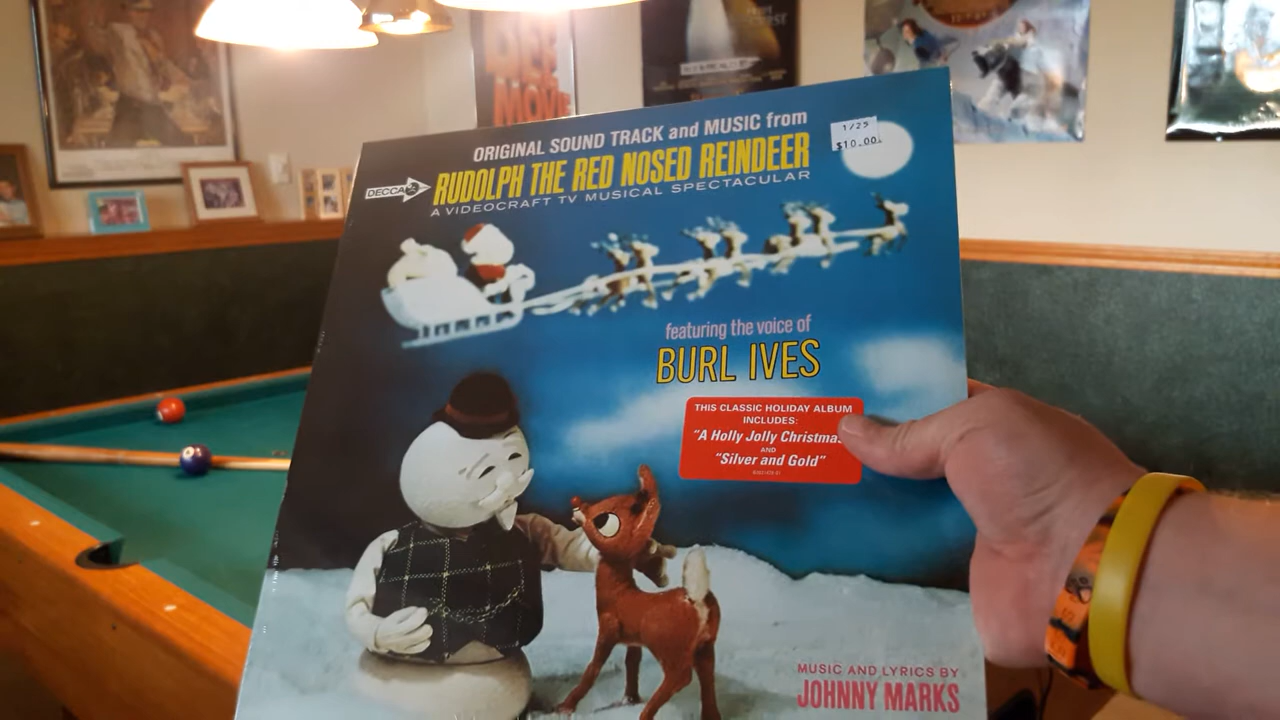 ORIGINAL SOUND TRACK and MUSIC from
1/25
$10.00
DECCA
RUDOLPH THE RED NOSED REINDEER
A VIDEOCRAFT TV MUSICAL SPECTACULAR
featuring the voice of
BURL IVES
THIS CLASSIC HOLIDAY ALBUM
INCLUDES:
"A Holly Jolly Christmas
AND
"Silver and Gold"
MUSIC AND LYRICS BY
JOHNNY MARKS
MOVIE